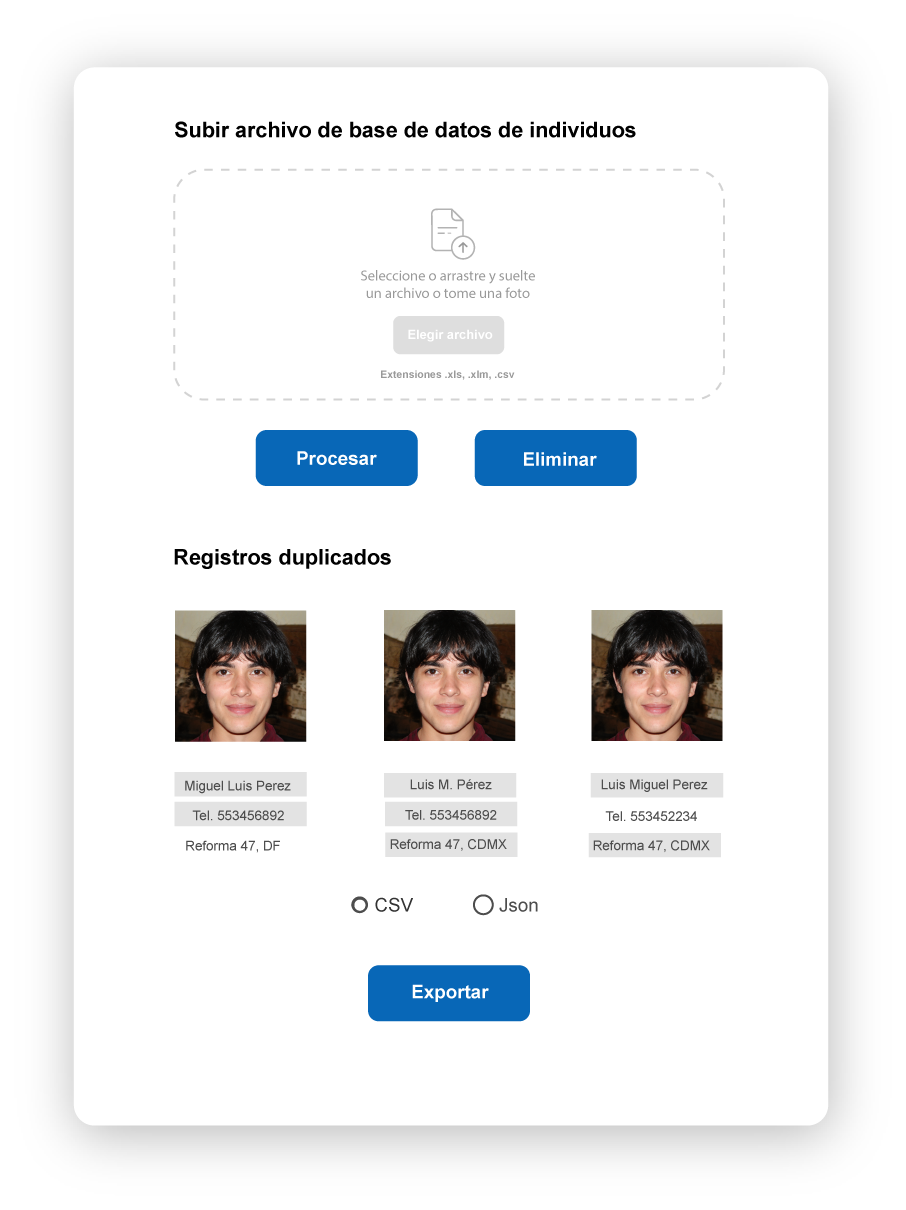 Subir archivo de base de datos de individuos
Seleccione o arrastre y suelte
un archivo o tome una foto
Elegir archivo
Extensiones .xls, .xlm, .csv
Procesar
Eliminar
Registros duplicados
Miguel Luis Perez
Tel. 553456892
Reforma 47, DF
Luis M. Pérez
Tel. 553456892
Reforma 47, CDMX
Luis Miguel Perez
Tel. 553452234
Reforma 47, CDMX
CSV
Json
Exportar